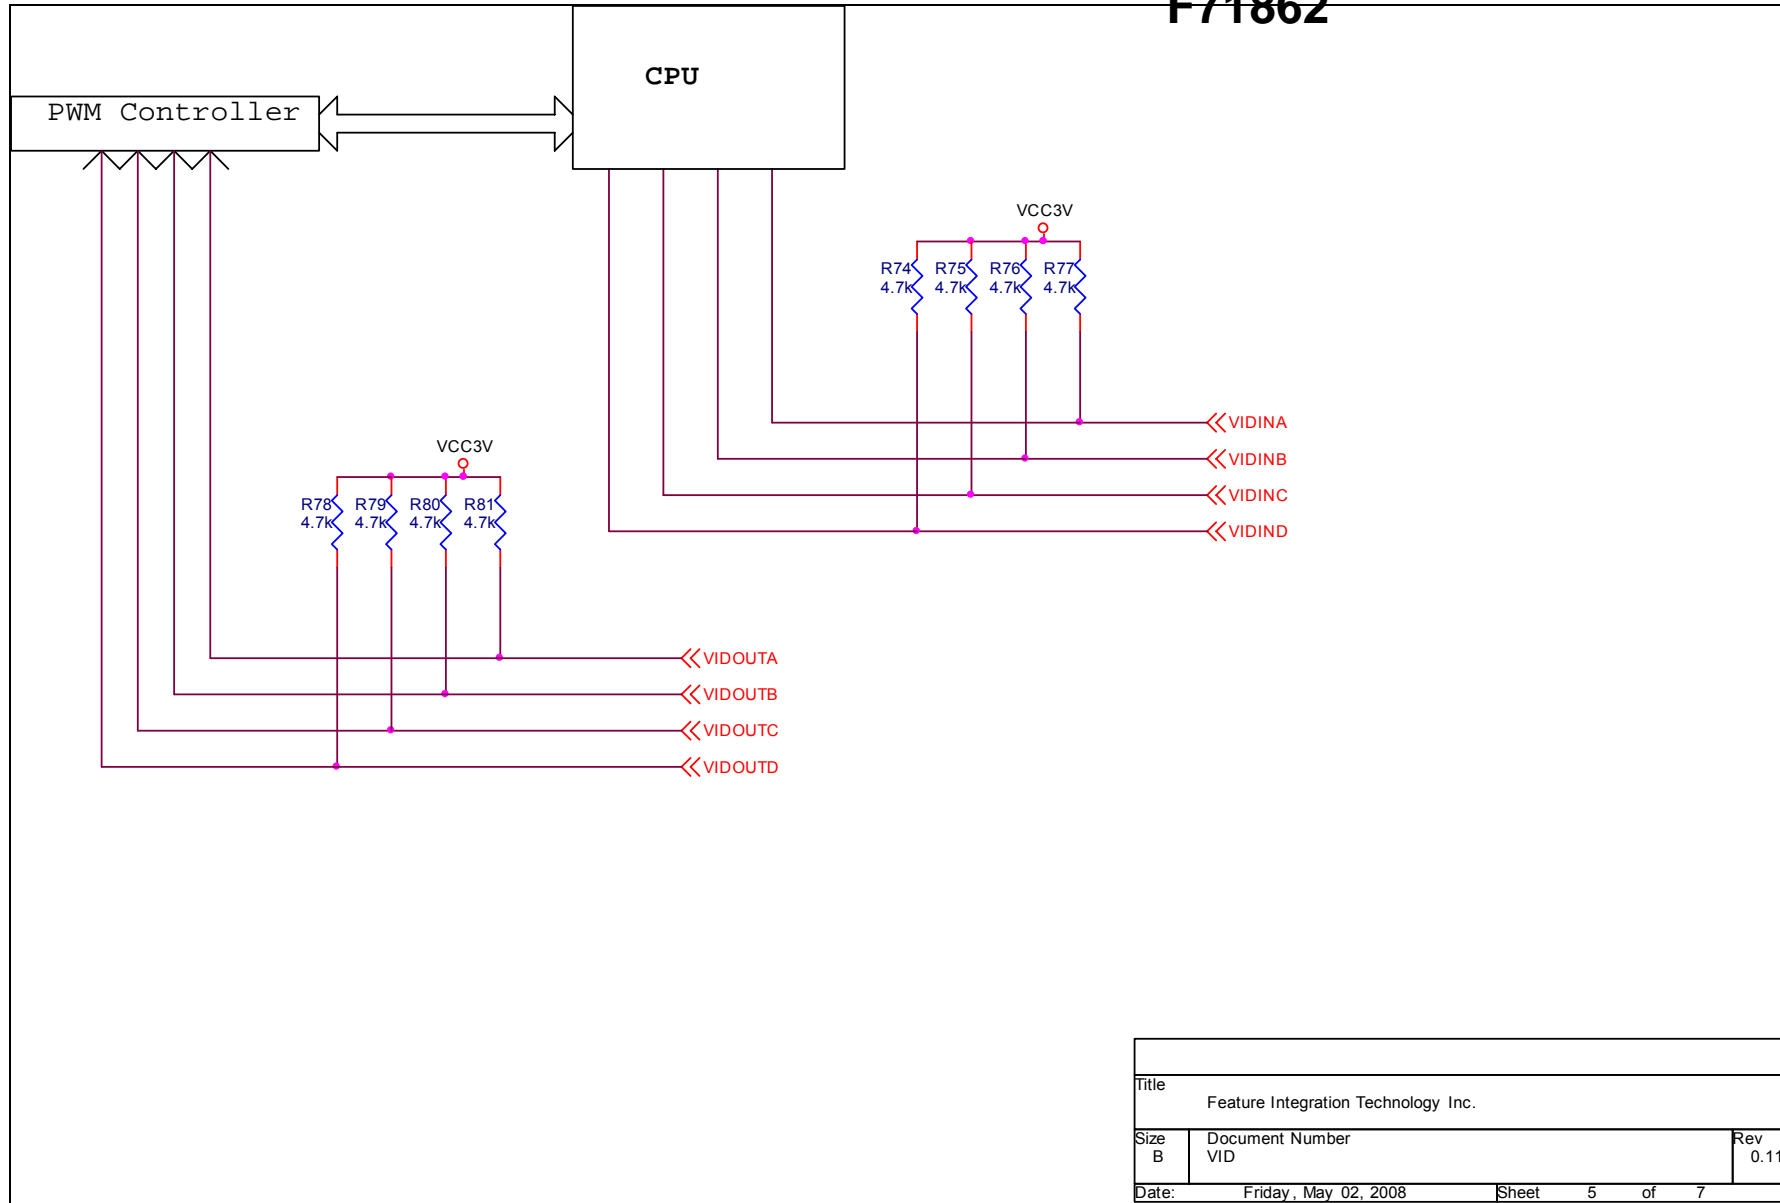 F71862
CPU
PWM Controller
VCC3V
R74 R75 R76 R77
4.7k 4.7k 4.7k 4.7k
VIDINA
VIDINB
VIDINC
VIDIND
VCC3V
R78 R79 R80 R81
4.7k 4.7k 4.7k 4.7k
VIDOUTA
VIDOUTB
VIDOUTC
VIDOUTD
Title
Feature Integration Technology Inc.
Size Document Number Rev
B VID 0.11
Date: Friday, May 02, 2008 Sheet 5 of 7